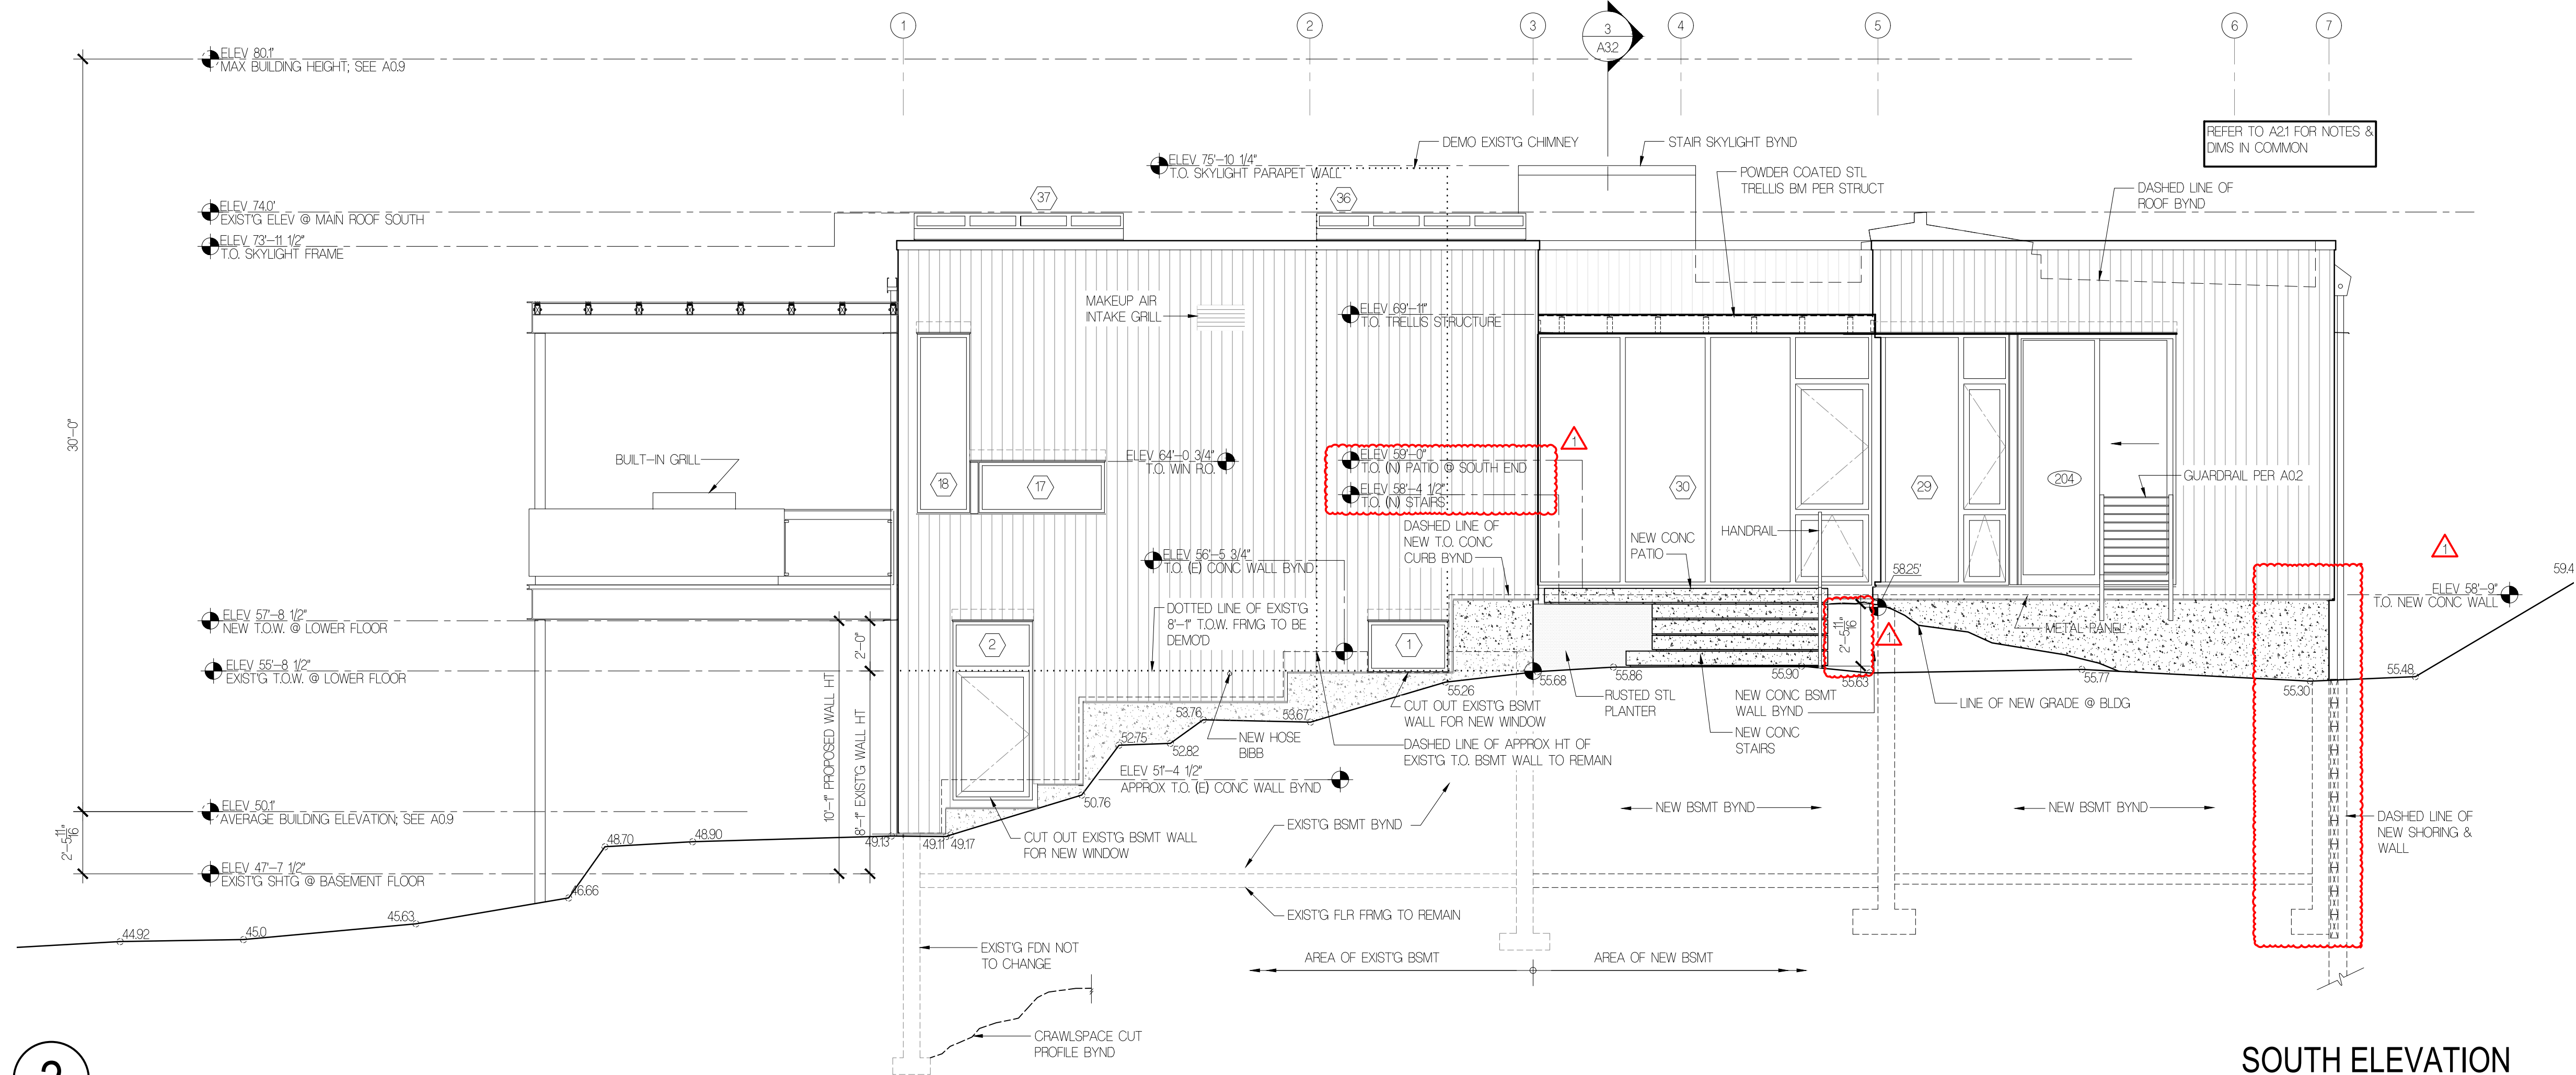 1
2
3
4
5
6
7
3
A3.2
ELEV 80.1'
MAX BUILDING HEIGHT; SEE A0.9
REFER TO A2.1 FOR NOTES &
DIMS IN COMMON
DEMO EXIST'G CHIMNEY
STAIR SKYLIGHT BYND
ELEV 75'-10 1/4"
T.O. SKYLIGHT PARAPET WALL
POWDER COATED STL
TRELLIS BM PER STRUCT
DASHED LINE OF
ROOF BYND
37
36
ELEV 74.0'
EXIST'G ELEV @ MAIN ROOF SOUTH
ELEV 73'-11 1/2"
T.O. SKYLIGHT FRAME
MAKEUP AIR
INTAKE GRILL
ELEV 69'-11"
T.O. TRELLIS STRUCTURE
30'-0"
BUILT-IN GRILL
ELEV 64'-0 3/4"
T.O. WIN R.O.
1
ELEV 59'-0"
T.O. (N) PATIO @ SOUTH END
ELEV 58'-4 1/2"
T.O. (N) STAIRS
18
17
30
29
204
GUARDRAIL PER A0.2
DASHED LINE OF
NEW T.O. CONC
CURB BYND
NEW CONC
PATIO
HANDRAIL
1
ELEV 56'-5 3/4"
T.O. (E) CONC WALL BYND
58.25'
59.4
ELEV 58'-9"
T.O. NEW CONC WALL
ELEV 57'-8 1/2"
NEW T.O.W. @ LOWER FLOOR
DOTTED LINE OF EXIST'G
8'-1" T.O.W. FRMG TO BE
DEMO'D
2'-0"
2'-5 11/16"
1
METAL PANEL
2
1
ELEV 55'-8 1/2"
EXIST'G T.O.W. @ LOWER FLOOR
10'-1" PROPOSED WALL HT
8'-1" EXIST'G WALL HT
55.26
55.68
55.86
55.90
55.63
55.77
55.30
55.48
RUSTED STL
PLANTER
NEW CONC BSMT
WALL BYND
LINE OF NEW GRADE @ BLDG
CUT OUT EXIST'G BSMT
WALL FOR NEW WINDOW
53.76
53.67
52.75
52.82
NEW HOSE
BIBB
NEW CONC
STAIRS
DASHED LINE OF APPROX HT OF
EXIST'G T.O. BSMT WALL TO REMAIN
ELEV 51'-4 1/2"
APPROX T.O. (E) CONC WALL BYND
50.76
ELEV 50.1'
AVERAGE BUILDING ELEVATION; SEE A0.9
2'-5 11/16"
NEW BSMT BYND
NEW BSMT BYND
DASHED LINE OF
NEW SHORING &
WALL
EXIST'G BSMT BYND
48.70
48.90
49.13
49.11
49.17
CUT OUT EXIST'G BSMT WALL
FOR NEW WINDOW
ELEV 47'-7 1/2"
EXIST'G SHTG @ BASEMENT FLOOR
46.66
EXIST'G FLR FRMG TO REMAIN
45.63
45.0
44.92
EXIST'G FDN NOT
TO CHANGE
AREA OF EXIST'G BSMT
AREA OF NEW BSMT
CRAWLSPACE CUT
PROFILE BYND
SOUTH ELEVATION